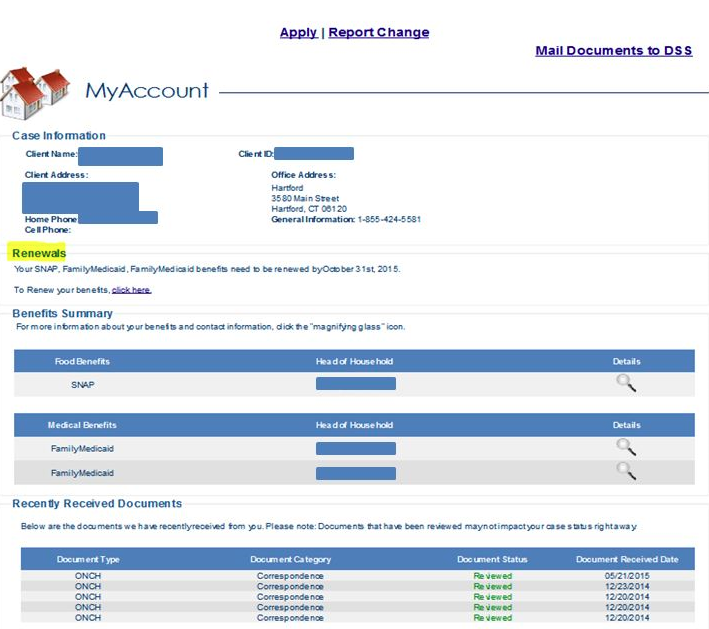 Apply | Report Change
Mail Documents to DSS
MyAccount
Case Information
Client Name: Client ID:
Client Address: Office Address:
Hartford
3580 Main Street
Hartford, CT 06120
Home Phone General Information: 1-855-424-5581
Cell Phone:
Renewals
Your SNAP, FamilyMedicaid, FamilyMedicaid benefits need to be renewed by October 31st, 2015.
To Renew your benefits, click here.
Benefits Summary
For more information about your benefits and contact information, click the "magnifying glass" icon.
Food Benefits Head of Household Details
SNAP
Medical Benefits Head of Household Details
FamilyMedicaid
FamilyMedicaid
Recently Received Documents
Below are the documents we have recently received from you. Please note: Documents that have been reviewed may not impact your case status right away.
Document Type Document Category Document Status Document Received Date
ONCH Correspondence Reviewed 05/21/2015
ONCH Correspondence Reviewed 12/23/2014
ONCH Correspondence Reviewed 12/20/2014
ONCH Correspondence Reviewed 12/20/2014
ONCH Correspondence Reviewed 12/20/2014